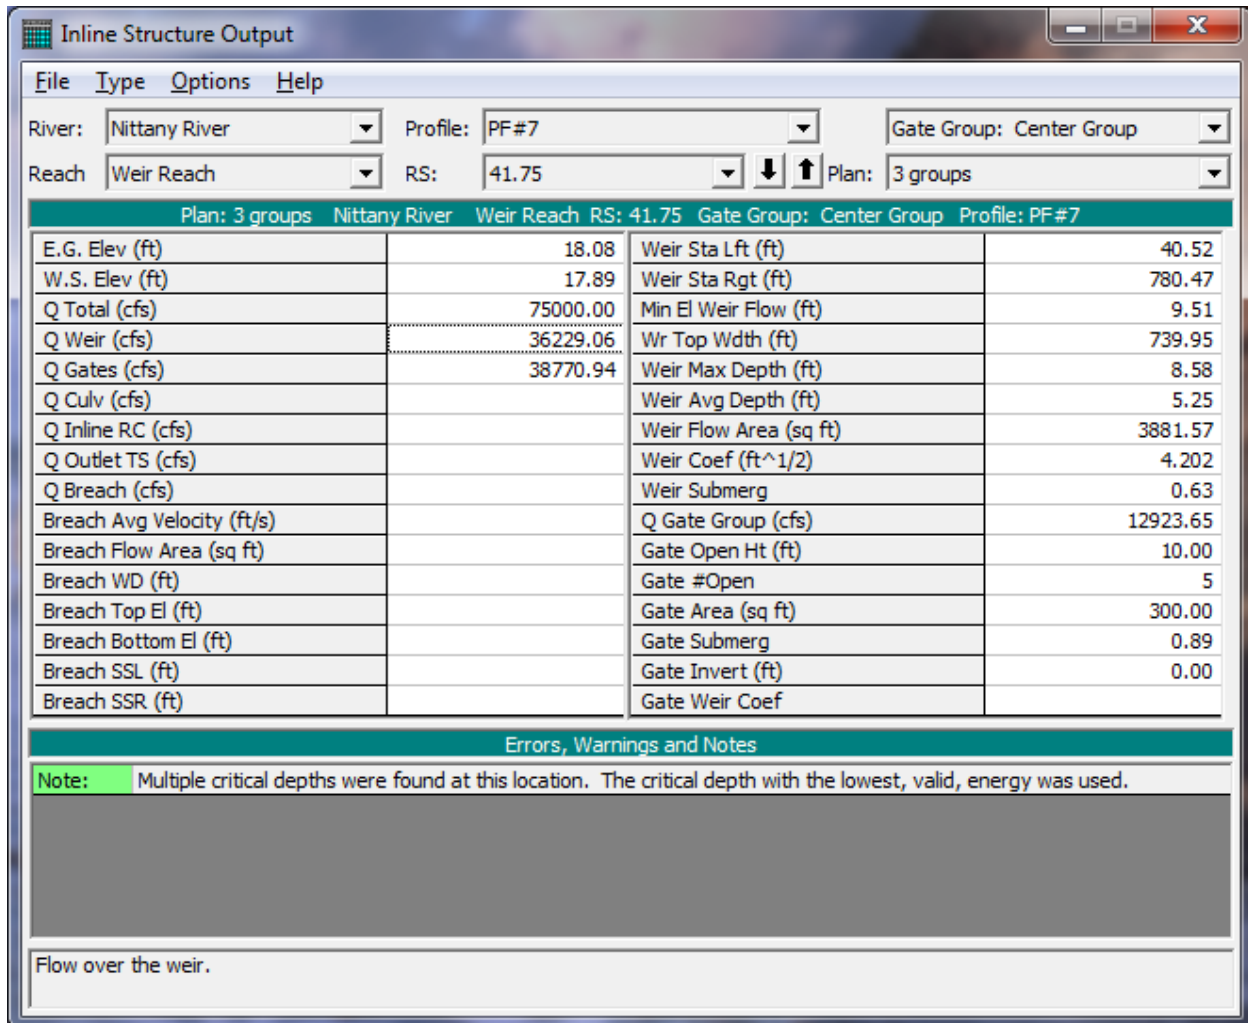 Inline Structure Output
File Type Options Help
River: Nittany River Profile: PF#7 Gate Group: Center Group
Reach Weir Reach RS: 41.75 Plan: 3 groups
Plan: 3 groups Nittany River Weir Reach RS: 41.75 Gate Group: Center Group Profile: PF#7
E.G. Elev (ft) 18.08 Weir Sta Lft (ft) 40.52
W.S. Elev (ft) 17.89 Weir Sta Rgt (ft) 780.47
Q Total (cfs) 75000.00 Min El Weir Flow (ft) 9.51
Q Weir (cfs) 36229.06 Wr Top Wdth (ft) 739.95
Q Gates (cfs) 38770.94 Weir Max Depth (ft) 8.58
Q Culv (cfs) Weir Avg Depth (ft) 5.25
Q Inline RC (cfs) Weir Flow Area (sq ft) 3881.57
Q Outlet TS (cfs) Weir Coef (ft^1/2) 4.202
Q Breach (cfs) Weir Submerg 0.63
Breach Avg Velocity (ft/s) Q Gate Group (cfs) 12923.65
Breach Flow Area (sq ft) Gate Open Ht (ft) 10.00
Breach WD (ft) Gate #Open 5
Breach Top El (ft) Gate Area (sq ft) 300.00
Breach Bottom El (ft) Gate Submerg 0.89
Breach SSL (ft) Gate Invert (ft) 0.00
Breach SSR (ft) Gate Weir Coef
Errors, Warnings and Notes
Note: Multiple critical depths were found at this location. The critical depth with the lowest, valid, energy was used.
Flow over the weir.